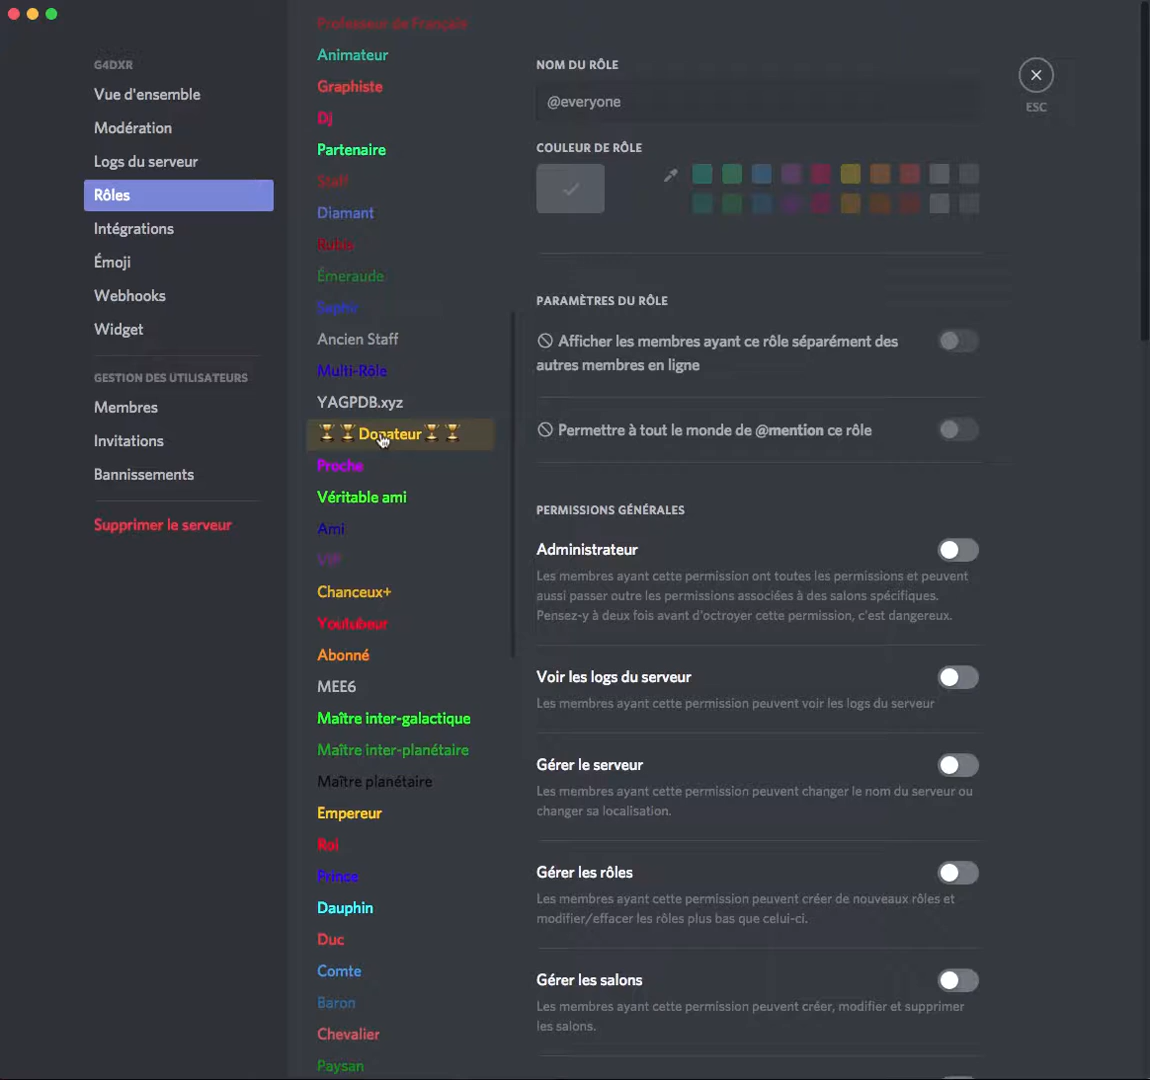 G4DXR
Vue d'ensemble
Modération
Logs du serveur
Rôles
Intégrations
Émoji
Webhooks
Widget
GESTION DES UTILISATEURS
Membres
Invitations
Bannissements
Supprimer le serveur
Professeur de Français
Animateur
Graphiste
Dj
Partenaire
Staff
Diamant
Rubis
Émeraude
Saphir
Ancien Staff
Multi-Rôle
YAGPDB.xyz
🏆🏆Donateur🏆🏆
Proche
Véritable ami
Ami
VIP
Chanceux+
Youtubeur
Abonné
MEE6
Maître inter-galactique
Maître inter-planétaire
Maître planétaire
Empereur
Roi
Prince
Dauphin
Duc
Comte
Baron
Chevalier
Paysan
NOM DU RÔLE
@everyone
ESC
COULEUR DE RÔLE
PARAMÈTRES DU RÔLE
Afficher les membres ayant ce rôle séparément des
autres membres en ligne
Permettre à tout le monde de @mention ce rôle
PERMISSIONS GÉNÉRALES
Administrateur
Les membres ayant cette permission ont toutes les permissions et peuvent
aussi passer outre les permissions associées à des salons spécifiques.
Pensez-y à deux fois avant d'octroyer cette permission, c'est dangereux.
Voir les logs du serveur
Les membres ayant cette permission peuvent voir les logs du serveur
Gérer le serveur
Les membres ayant cette permission peuvent changer le nom du serveur ou
changer sa localisation.
Gérer les rôles
Les membres ayant cette permission peuvent créer de nouveaux rôles et
modifier/effacer les rôles plus bas que celui-ci.
Gérer les salons
Les membres ayant cette permission peuvent créer, modifier et supprimer
les salons.